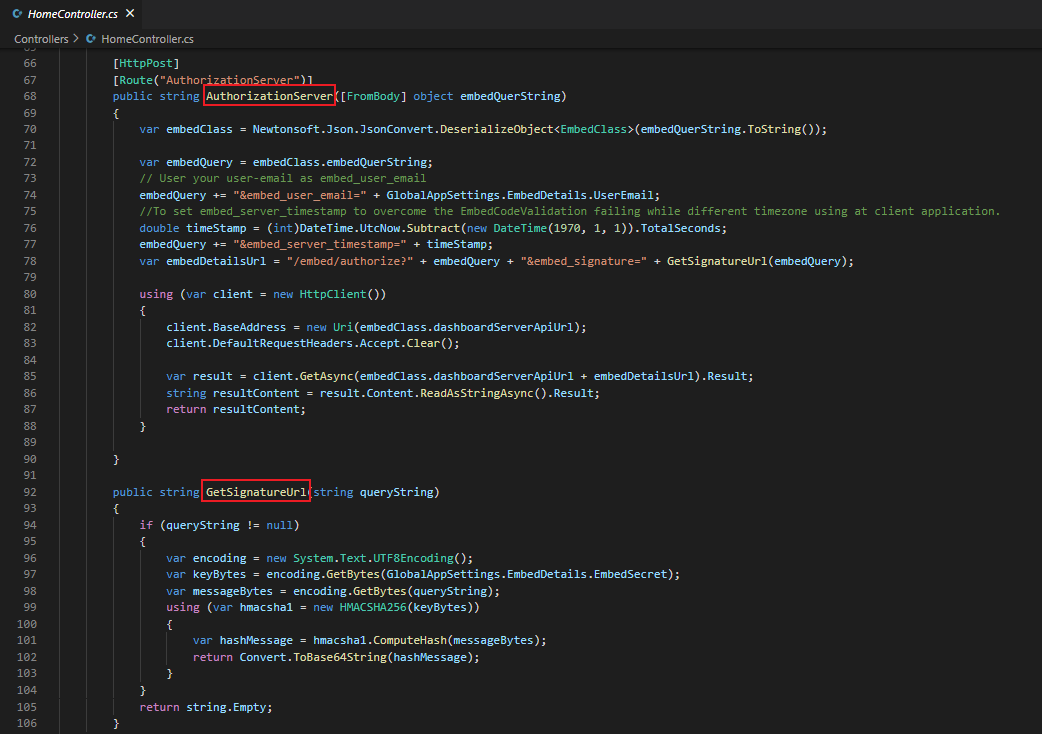 HomeController.cs
Controllers > HomeController.cs
65
66 [HttpPost]
67 [Route("AuthorizationServer")]
68 public string AuthorizationServer([FromBody] object embedQuerString)
69 {
70 var embedClass = Newtonsoft.Json.JsonConvert.DeserializeObject<EmbedClass>(embedQuerString.ToString());
71
72 var embedQuery = embedClass.embedQuerString;
73 // User your user-email as embed_user_email
74 embedQuery += "&embed_user_email=" + GlobalAppSettings.EmbedDetails.UserEmail;
75 //To set embed_server_timestamp to overcome the EmbedCodeValidation failing while different timezone using at client application.
76 double timeStamp = (int)DateTime.UtcNow.Subtract(new DateTime(1970, 1, 1)).TotalSeconds;
77 embedQuery += "&embed_server_timestamp=" + timeStamp;
78 var embedDetailsUrl = "/embed/authorize?" + embedQuery + "&embed_signature=" + GetSignatureUrl(embedQuery);
79
80 using (var client = new HttpClient())
81 {
82 client.BaseAddress = new Uri(embedClass.dashboardServerApiUrl);
83 client.DefaultRequestHeaders.Accept.Clear();
84
85 var result = client.GetAsync(embedClass.dashboardServerApiUrl + embedDetailsUrl).Result;
86 string resultContent = result.Content.ReadAsStringAsync().Result;
87 return resultContent;
88 }
89
90 }
91
92 public string GetSignatureUrl(string queryString)
93 {
94 if (queryString != null)
95 {
96 var encoding = new System.Text.UTF8Encoding();
97 var keyBytes = encoding.GetBytes(GlobalAppSettings.EmbedDetails.EmbedSecret);
98 var messageBytes = encoding.GetBytes(queryString);
99 using (var hmacsha1 = new HMACSHA256(keyBytes))
100 {
101 var hashMessage = hmacsha1.ComputeHash(messageBytes);
102 return Convert.ToBase64String(hashMessage);
103 }
104 }
105 return string.Empty;
106 }